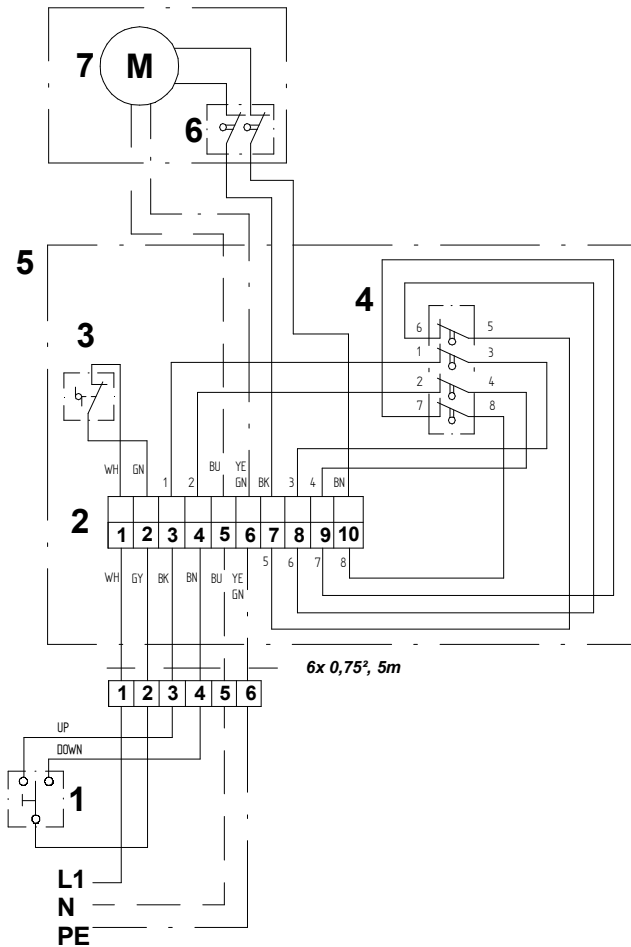 7 M
6
5
4
3
6 5
1 3
2 4
7 8
WH GN 1 2 BU YE GN BK 3 4 BN
2
1 2 3 4 5 6 7 8 9 10
WH GY BK BN BU YE GN 5 6 7 8
6x 0,75², 5m
1 2 3 4 5 6
UP
DOWN
1
L1
N
PE